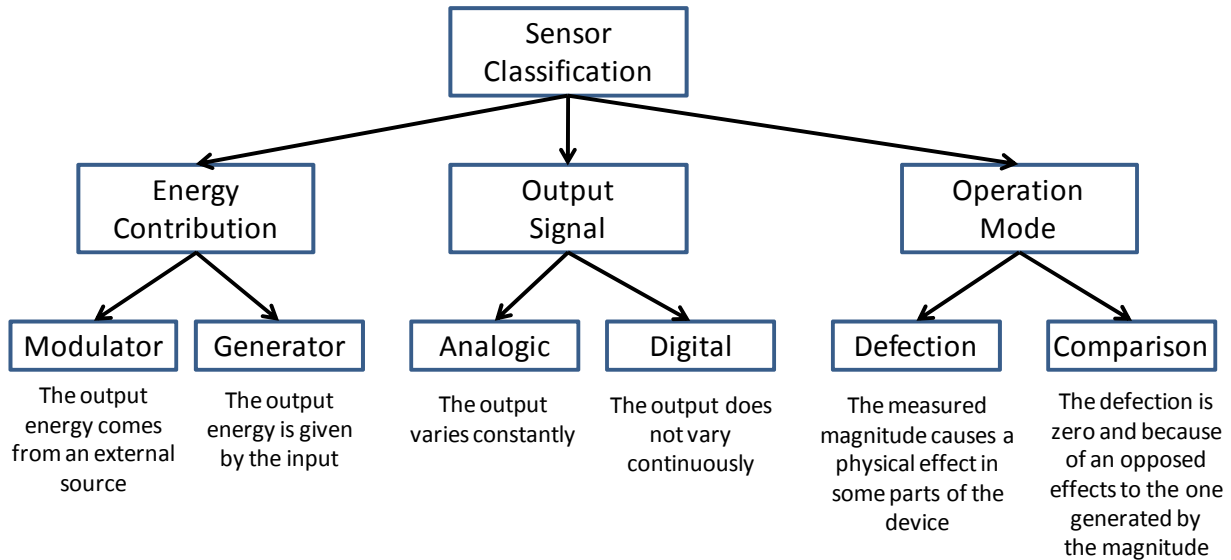 Sensor
Classification
Energy
Contribution
Output
Signal
Operation
Mode
Modulator
Generator
Analogic
Digital
Defection
Comparison
The output
energy comes
from an external
source
The output
energy is given
by the input
The output
varies constantly
The output does
not vary
continuously
The measured
magnitude causes a
physical effect in
some parts of the
device
The defection is
zero and because
of an opposed
effects to the one
generated by
the magnitude